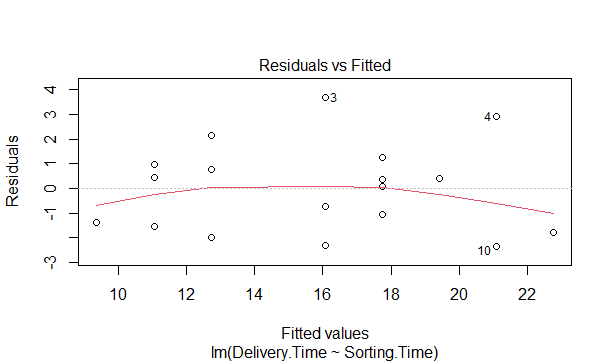 Residuals vs Fitted
Residuals
4
3
2
1
0
-1
-3
3
4
10
10 12 14 16 18 20 22
Fitted values
lm(Delivery.Time ~ Sorting.Time)